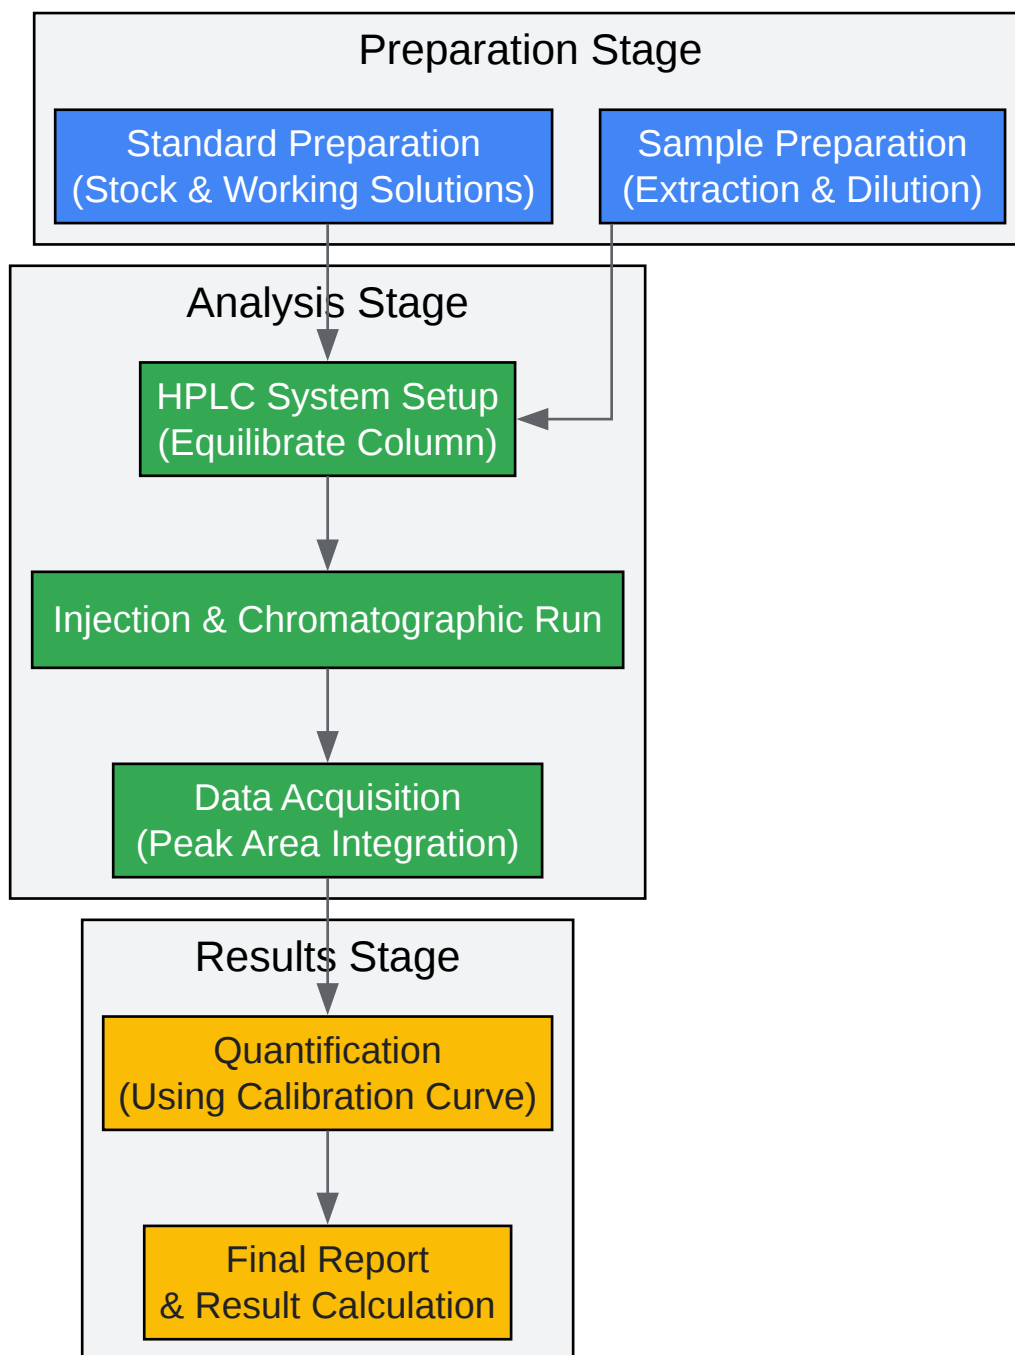 Preparation Stage
Standard Preparation
(Stock & Working Solutions)
Sample Preparation
(Extraction & Dilution)
Analysis Stage
HPLC System Setup
(Equilibrate Column)
Injection & Chromatographic Run
Data Acquisition
(Peak Area Integration)
Results Stage
Quantification
(Using Calibration Curve)
Final Report
& Result Calculation